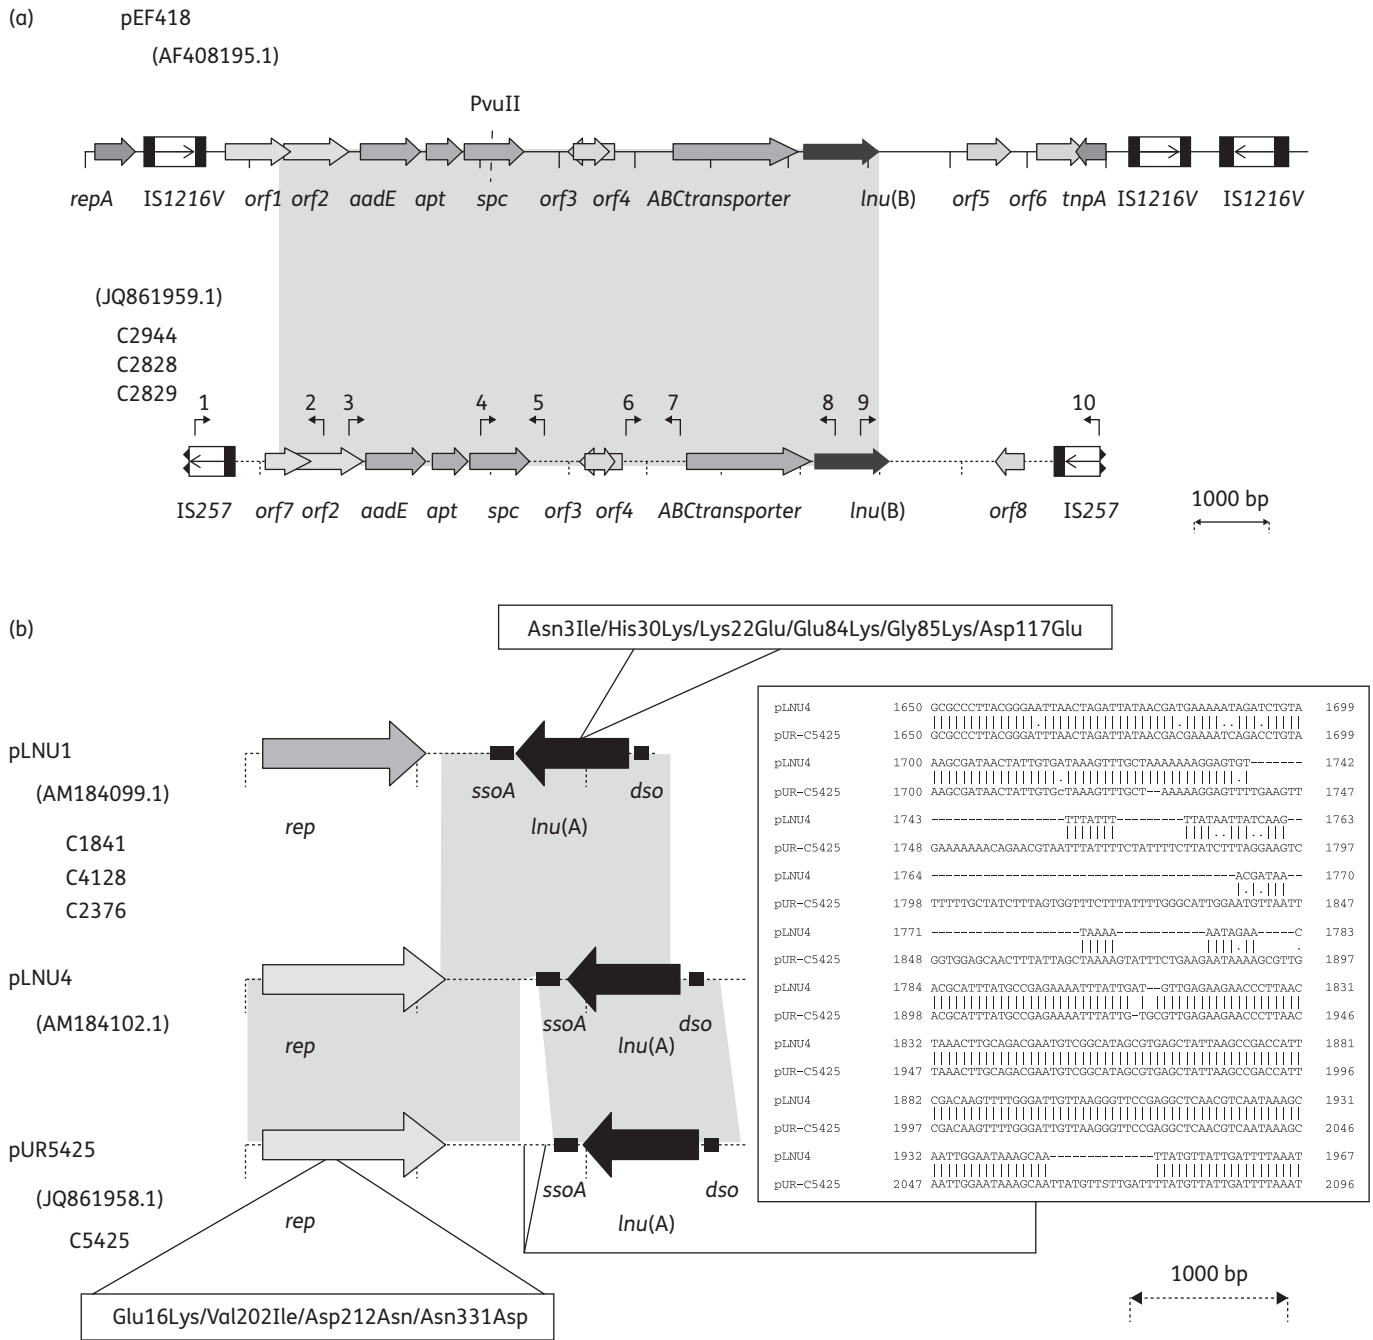 (a)
pEF418
(AF408195.1)
PvuII
repA IS1216V orf1 orf2 aadE apt spc orf3 orf4 ABCtransporter lnu(B) orf5 orf6 tnpA IS1216V IS1216V
(JQ861959.1)
C2944
C2828
C2829
1 2 3 4 5 6 7 8 9 10
IS257 orf7 orf2 aadE apt spc orf3 orf4 ABCtransporter lnu(B) orf8 IS257
1000 bp
(b)
Asn3Ile/His30Lys/Lys22Glu/Glu84Lys/Gly85Lys/Asp117Glu
pLNU1
(AM184099.1)
C1841
C4128
C2376
rep
ssoA
lnu(A)
dso
pLNU4
(AM184102.1)
rep
ssoA
lnu(A)
dso
pUR5425
(JQ861958.1)
C5425
rep
ssoA
lnu(A)
dso
Glu16Lys/Val202Ile/Asp212Asn/Asn331Asp
pLNU4 1650 GCGCCCTTACGGGAATTAACTAGATTATAACGATGAAAAATAGATCTGTA 1699
pUR-C5425 1650 GCGCCCTTACGGGATTTAACTAGATTATAACGACGAAAATCAGACCTGTA 1699
pLNU4 1700 AAGCGATAACTATTGTGATAAAGTTTGCTAAAAAAAGGAGTGT------- 1742
pUR-C5425 1700 AAGCGATAACTATTGTGcTAAAGTTTGCT--AAAAAGGAGTTTTGAAGTT 1747
pLNU4 1743 ------------------TTTATTT---------TTATAATTATCAAG-- 1763
pUR-C5425 1748 GAAAAAAAACAGAACGTAATTTATTTTCTATTTTCTTATCTTTAGGAAGTC 1797
pLNU4 1764 -----------------------------------------ACGATAA-- 1770
pUR-C5425 1798 TTTTTGCTATCTTTAGTGGTTTCTTTATTTTGGGCATTGGAATGTTAATT 1847
pLNU4 1771 --------------------TAAAA------------AATAGAA-----C 1783
pUR-C5425 1848 GGTGGAGCAACTTTATTAGCTAAAAGTATTTCTGAAGAATAAAAGCGTTG 1897
pLNU4 1784 ACGCATTTATGCCGAGAAAATTTATTGAT--GTTGAGAAGAACCCTTAAC 1831
pUR-C5425 1898 ACGCATTTATGCCGAGAAAATTTATTG-TGCGTTGAGAAGAACCCTTAAC 1946
pLNU4 1832 TAAACTTGCAGACGAATGTCGGCATAGCGTGAGCTATTAAGCCGACCATT 1881
pUR-C5425 1947 TAAACTTGCAGACGAATGTCGGCATAGCGTGAGCTATTAAGCCGACCATT 1996
pLNU4 1882 CGACAAGTTTTGGGATTGTTAAGGGTTCCGAGGCTCAACGTCAATAAAGC 1931
pUR-C5425 1997 CGACAAGTTTTGGGATTGTTAAGGGTTCCGAGGCTCAACGTCAATAAAGC 2046
pLNU4 1932 AATTGGAATAAAGCAA--------------TTATGTTATTGATTTTAAAT 1967
pUR-C5425 2047 AATTGGAATAAAGCAATTATGTTSTTGATTTTATGTTATTGATTTTAAAT 2096
1000 bp